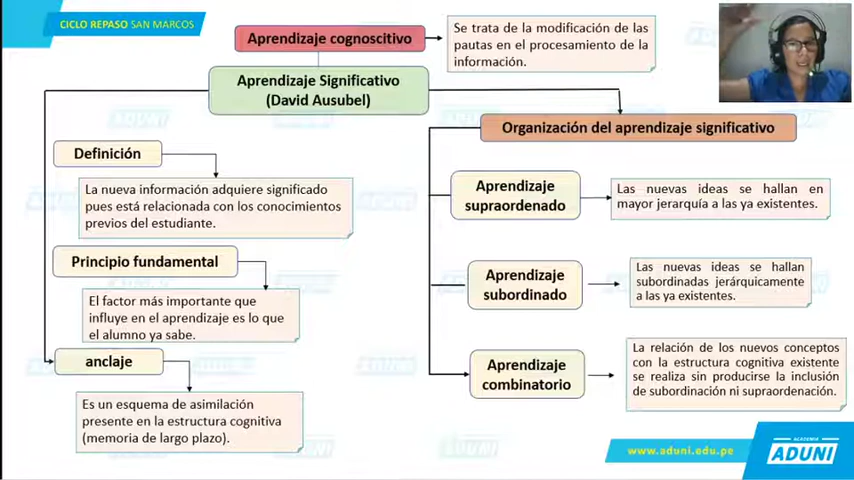 CICLO REPASO SAN MARCOS
Aprendizaje cognoscitivo
Se trata de la modificación de las
pautas en el procesamiento de la
información.
Aprendizaje Significativo
(David Ausubel)
Definición
La nueva información adquiere significado
pues está relacionada con los conocimientos
previos del estudiante.
Principio fundamental
El factor más importante que
influye en el aprendizaje es lo que
el alumno ya sabe.
anclaje
Es un esquema de asimilación
presente en la estructura cognitiva
(memoria de largo plazo).
Organización del aprendizaje significativo
Aprendizaje
supraordenado
Las nuevas ideas se hallan en
mayor jerarquía a las ya existentes.
Aprendizaje
subordinado
Las nuevas ideas se hallan
subordinadas jerárquicamente
a las ya existentes.
Aprendizaje
combinatorio
La relación de los nuevos conceptos
con la estructura cognitiva existente
se realiza sin producirse la inclusión
de subordinación ni supraordenación.
www.aduni.edu.pe
ACADEMIA
ADUNI